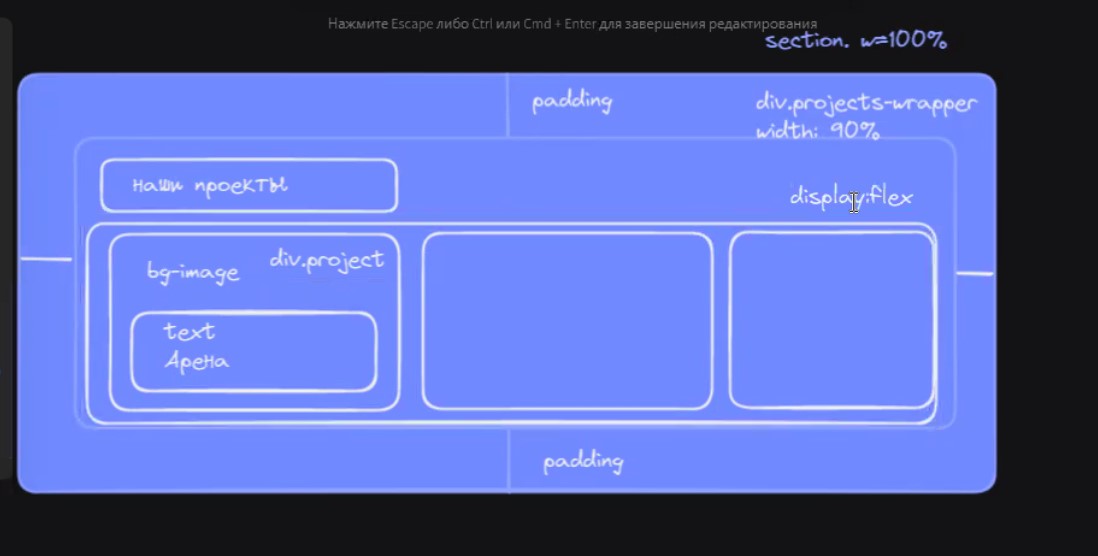 Нажмите Escape либо Ctrl или Cmd + Enter для завершения редактирования
section. w=100%
padding
div.projects-wrapper
width: 90%
наши проекты
display:flex
bg-image
div.project
text
Арена
padding